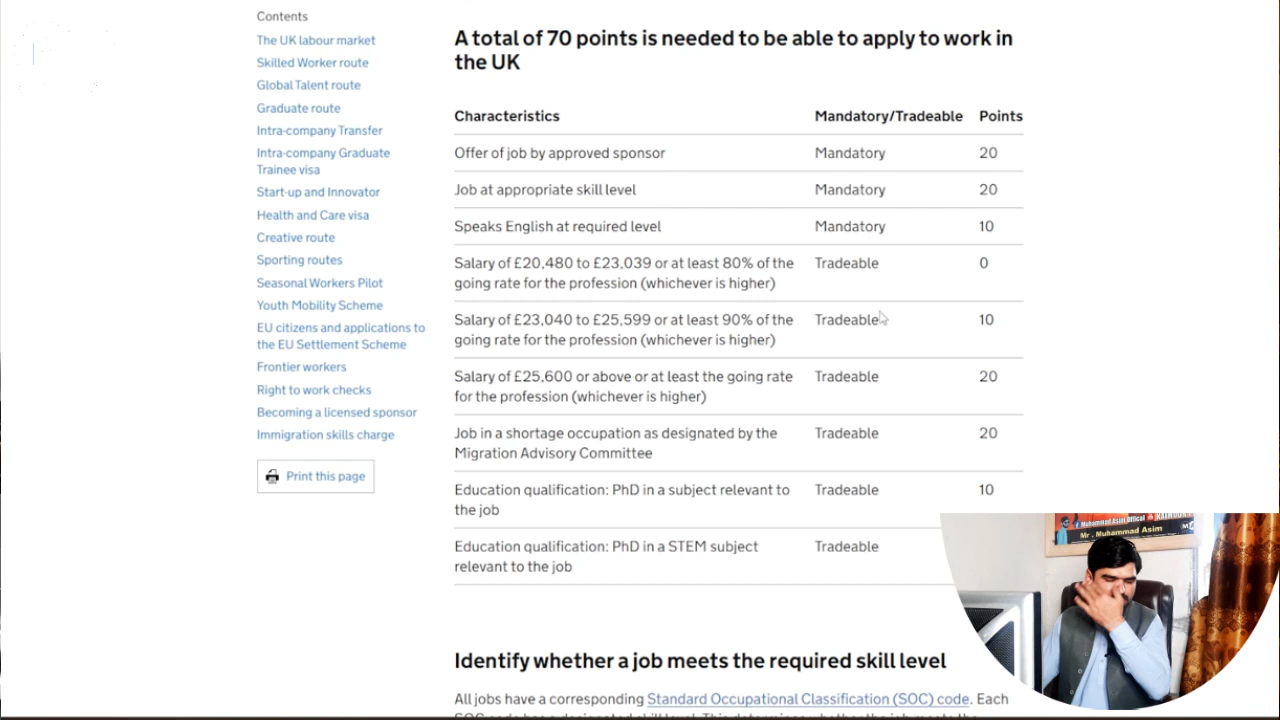 Contents
The UK labour market
Skilled Worker route
Global Talent route
Graduate route
Intra-company Transfer
Intra-company Graduate
Trainee visa
Start-up and Innovator
Health and Care visa
Creative route
Sporting routes
Seasonal Workers Pilot
Youth Mobility Scheme
EU citizens and applications to
the EU Settlement Scheme
Frontier workers
Right to work checks
Becoming a licensed sponsor
Immigration skills charge
Print this page
A total of 70 points is needed to be able to apply to work in
the UK
Characteristics Mandatory/Tradeable Points
Offer of job by approved sponsor Mandatory 20
Job at appropriate skill level Mandatory 20
Speaks English at required level Mandatory 10
Salary of £20,480 to £23,039 or at least 80% of the Tradeable 0
going rate for the profession (whichever is higher)
Salary of £23,040 to £25,599 or at least 90% of the Tradeable 10
going rate for the profession (whichever is higher)
Salary of £25,600 or above or at least the going rate Tradeable 20
for the profession (whichever is higher)
Job in a shortage occupation as designated by the Tradeable 20
Migration Advisory Committee
Education qualification: PhD in a subject relevant to Tradeable 10
the job
Education qualification: PhD in a STEM subject Tradeable
relevant to the job
Identify whether a job meets the required skill level
All jobs have a corresponding Standard Occupational Classification (SOC) code. Each
Muhammad Asim Offical
Mr . Muhammad Asim